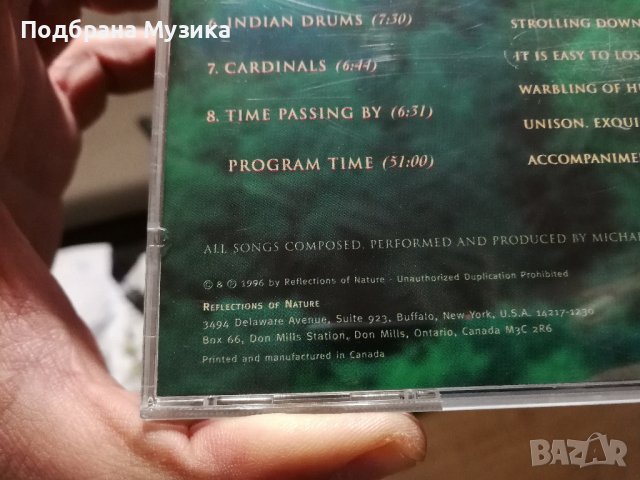 Подбрана Музика
6. INDIAN DRUMS (7:30)
7. CARDINALS (6:44)
8. TIME PASSING BY (6:31)
PROGRAM TIME (51:00)
STROLLING DOWN
IT IS EASY TO LOS
WARBLING OF H
UNISON. EXQUI
ACCOMPANIME
ALL SONGS COMPOSED, PERFORMED AND PRODUCED BY MICHA
© & ℗ 1996 by Reflections of Nature · Unauthorized Duplication Prohibited
REFLECTIONS OF NATURE
3494 Delaware Avenue, Suite 923, Buffalo, New York, U.S.A. 14217-1230
Box 66, Don Mills Station, Don Mills, Ontario, Canada M3C 2R6
Printed and manufactured in Canada
BAZAR
bazar.bg